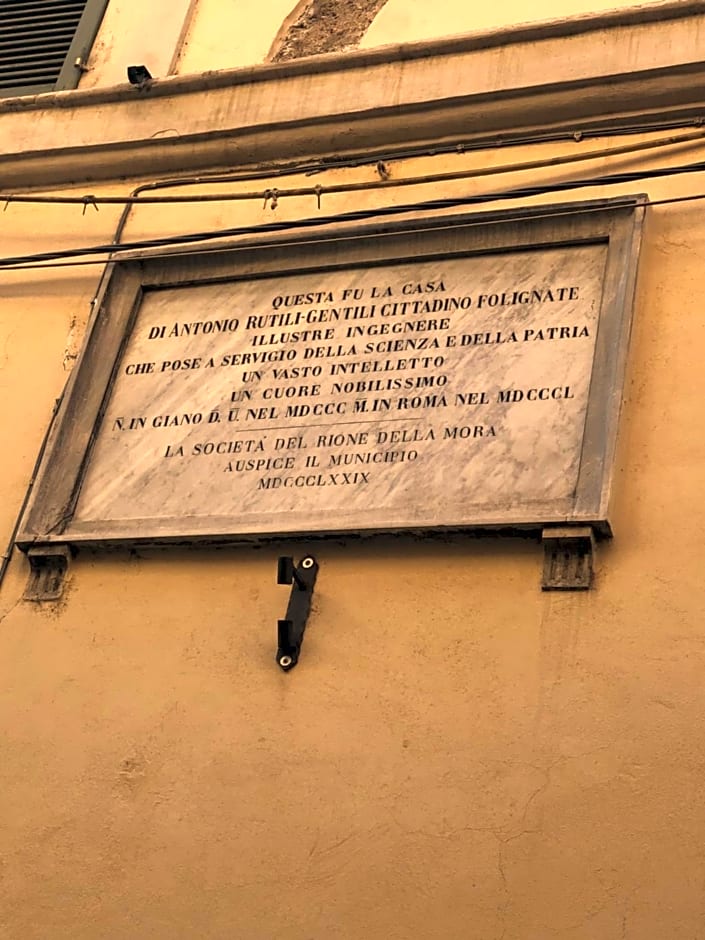 QUESTA FU LA CASA
DI ANTONIO RUTILI-GENTILI CITTADINO FOLIGNATE
ILLUSTRE INGEGNERE
CHE POSE A SERVIGIO DELLA SCIENZA E DELLA PATRIA
UN VASTO INTELLETTO
UN CUORE NOBILISSIMO
N̅. IN GIANO D̅. U̅. NEL MDCCC M̅. IN ROMA NEL MDCCCL
LA SOCIETÁ DEL RIONE DELLA MORA
AUSPICE IL MUNICIPIO
MDCCCLXXIX